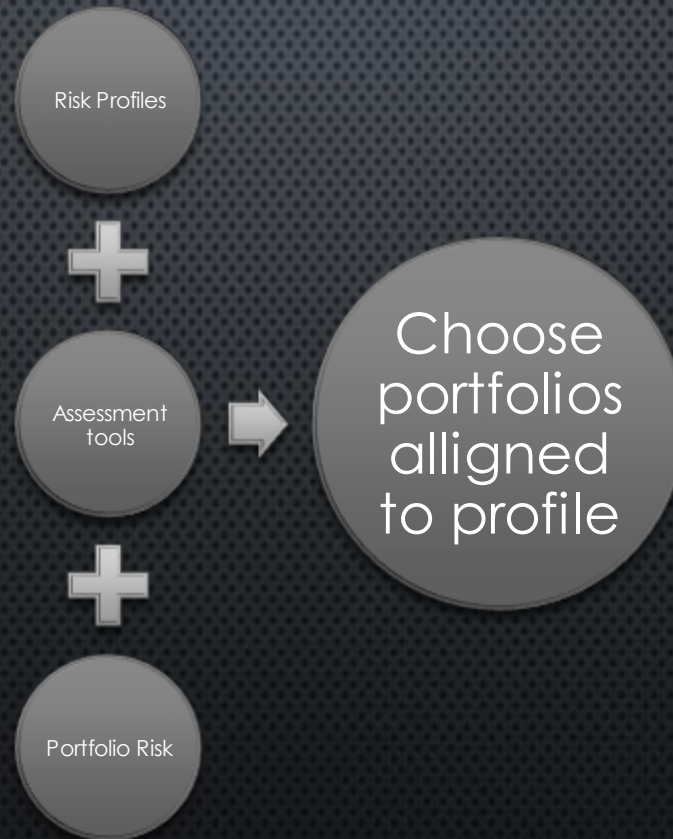 Risk Profiles
Assessment
tools
Portfolio Risk
Choose
portfolios
alligned
to profile